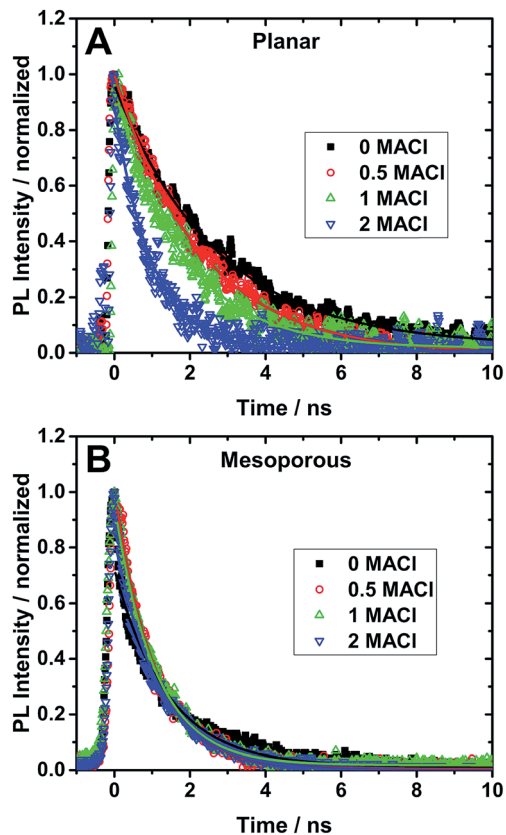 A
Planar
PL Intensity / normalized
1.2
1.0
0.8
0.6
0.4
0.2
0.0
0 MACl
0.5 MACl
1 MACl
2 MACl
0 2 4 6 8 10
Time / ns
B
Mesoporous
PL Intensity / normalized
1.2
1.0
0.8
0.6
0.4
0.2
0.0
0 MACl
0.5 MACl
1 MACl
2 MACl
0 2 4 6 8 10
Time / ns